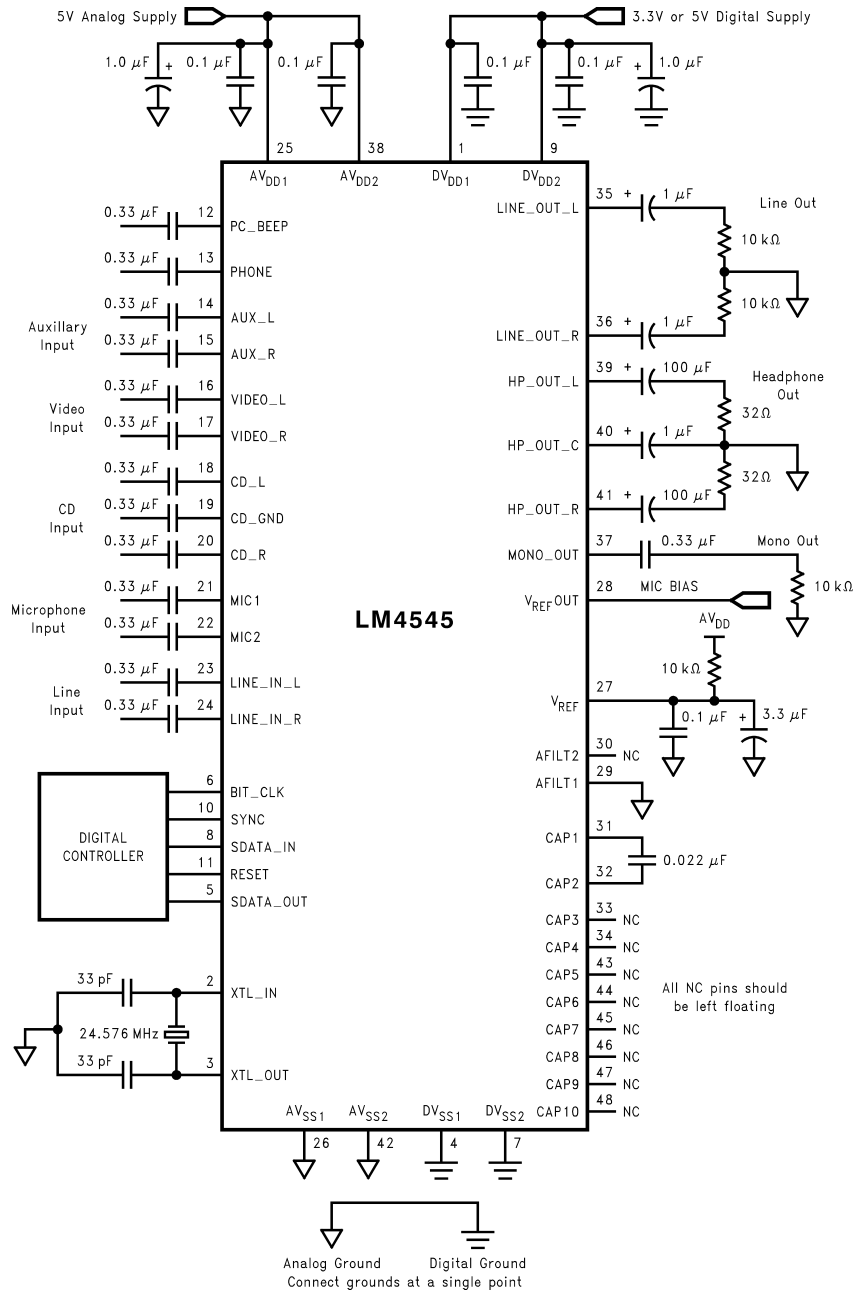 5V Analog Supply
3.3V or 5V Digital Supply
1.0 μF +
0.1 μF
0.1 μF
0.1 μF
0.1 μF
+ 1.0 μF
25
38
1
9
AVDD1
AVDD2
DVDD1
DVDD2
0.33 μF 12 PC_BEEP
0.33 μF 13 PHONE
Auxillary
Input
0.33 μF 14 AUX_L
0.33 μF 15 AUX_R
Video
Input
0.33 μF 16 VIDEO_L
0.33 μF 17 VIDEO_R
CD
Input
0.33 μF 18 CD_L
0.33 μF 19 CD_GND
0.33 μF 20 CD_R
Microphone
Input
0.33 μF 21 MIC1
0.33 μF 22 MIC2
Line
Input
0.33 μF 23 LINE_IN_L
0.33 μF 24 LINE_IN_R
DIGITAL
CONTROLLER
6 BIT_CLK
10 SYNC
8 SDATA_IN
11 RESET
5 SDATA_OUT
33 pF
2 XTL_IN
24.576 MHz
33 pF
3 XTL_OUT
LM4545
LINE_OUT_L 35 + 1 μF
Line Out
10 kΩ
10 kΩ
LINE_OUT_R 36 + 1 μF
HP_OUT_L 39 + 100 μF
Headphone
Out
32Ω
HP_OUT_C 40 + 1 μF
32Ω
HP_OUT_R 41 + 100 μF
MONO_OUT 37 0.33 μF
Mono Out
10 kΩ
VREFOUT 28 MIC BIAS
AVDD
10 kΩ
VREF 27
0.1 μF
+ 3.3 μF
AFILT2 30 NC
AFILT1 29
CAP1 31
0.022 μF
CAP2 32
CAP3 33 NC
CAP4 34 NC
CAP5 43 NC
CAP6 44 NC
CAP7 45 NC
CAP8 46 NC
CAP9 47 NC
CAP10 48 NC
All NC pins should
be left floating
AVSS1
AVSS2
DVSS1
DVSS2
26
42
4
7
Analog Ground
Digital Ground
Connect grounds at a single point